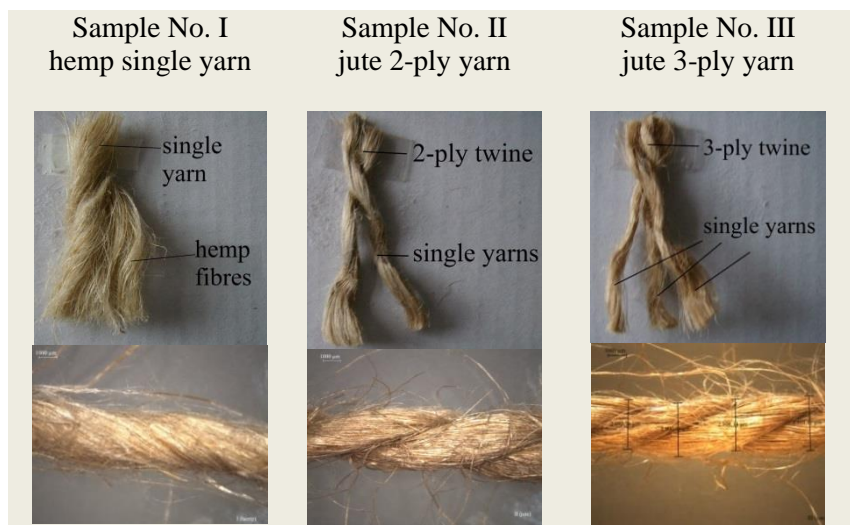 Sample No. I
hemp single yarn
Sample No. II
jute 2-ply yarn
Sample No. III
jute 3-ply yarn
single
yarn
hemp
fibres
2-ply twine
single yarns
3-ply twine
single yarns